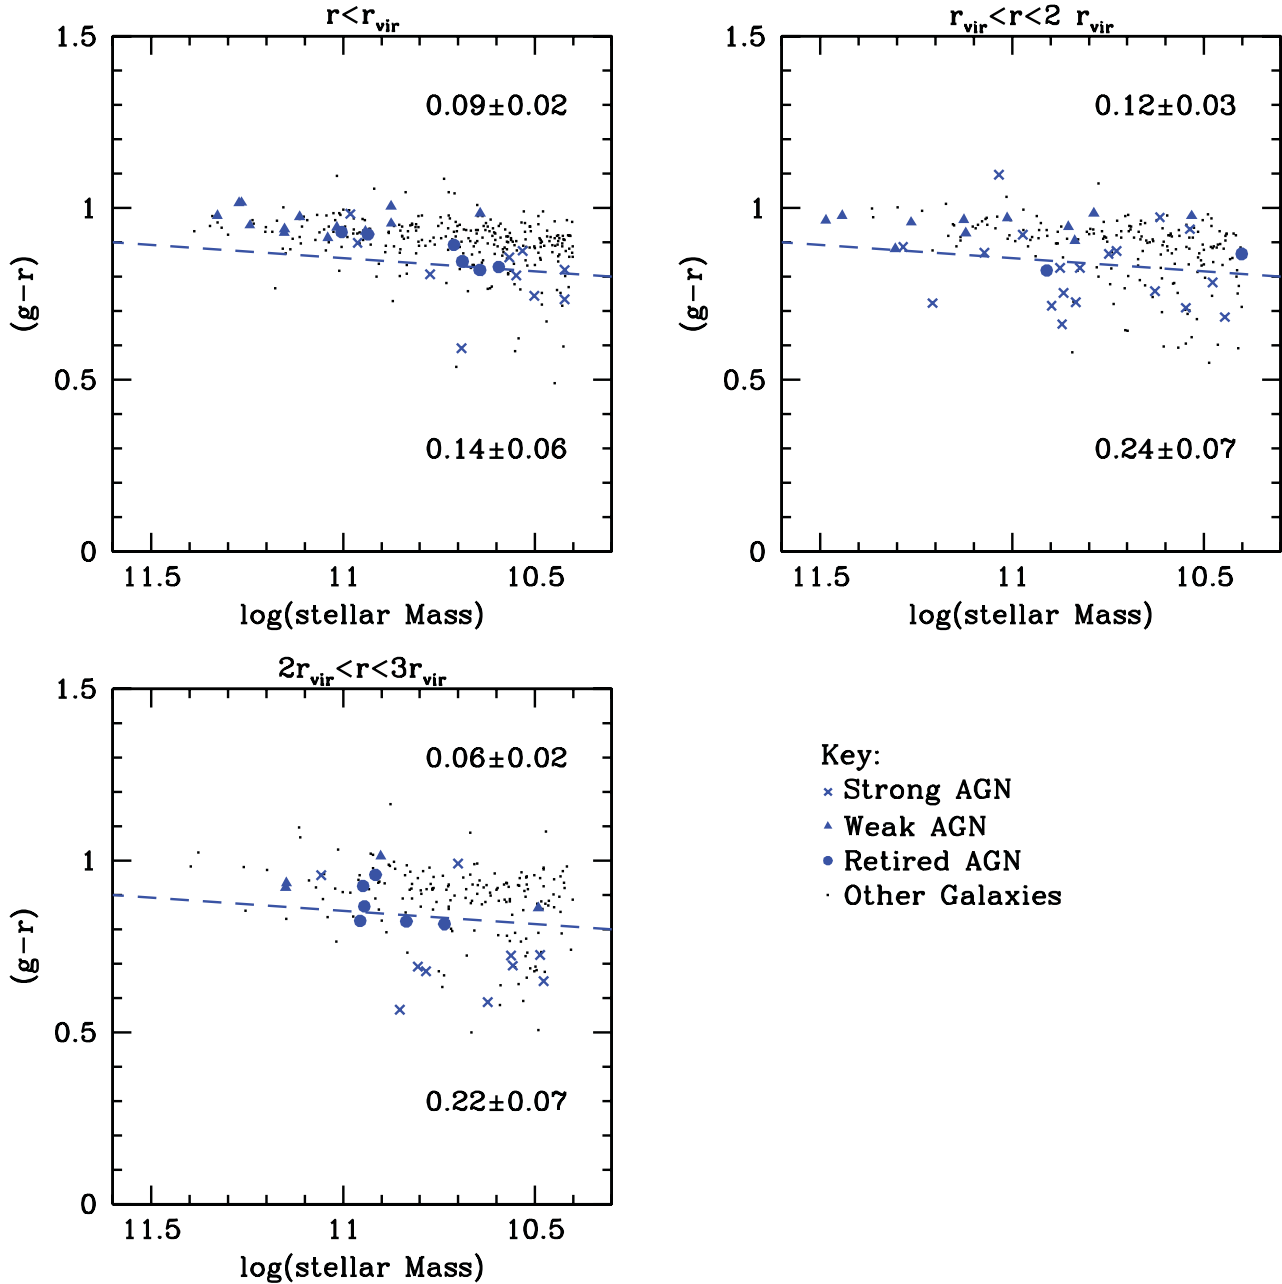 r<r_vir
1.5
1
0.5
0
(g−r)
0.09±0.02
0.14±0.06
11.5 11 10.5
log(stellar Mass)
r_vir<r<2 r_vir
1.5
1
0.5
0
(g−r)
0.12±0.03
0.24±0.07
11.5 11 10.5
log(stellar Mass)
2r_vir<r<3r_vir
1.5
1
0.5
0
(g−r)
0.06±0.02
0.22±0.07
11.5 11 10.5
log(stellar Mass)
Key:
Strong AGN
Weak AGN
Retired AGN
Other Galaxies